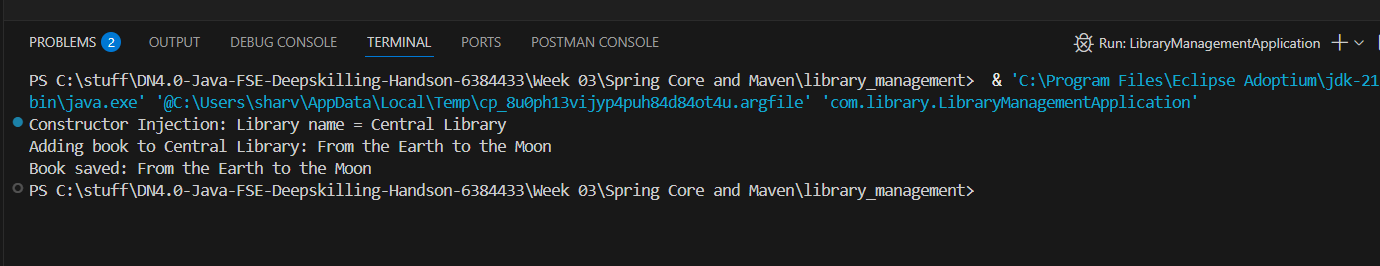 PROBLEMS 2 OUTPUT DEBUG CONSOLE TERMINAL PORTS POSTMAN CONSOLE Run: LibraryManagementApplication
PS C:\stuff\DN4.0-Java-FSE-Deepskilling-Handson-6384433\Week 03\Spring Core and Maven\library_management> & 'C:\Program Files\Eclipse Adoptium\jdk-21
bin\java.exe' '@C:\Users\sharv\AppData\Local\Temp\cp_8u0ph13vijyp4puh84d84ot4u.argfile' 'com.library.LibraryManagementApplication'
Constructor Injection: Library name = Central Library
Adding book to Central Library: From the Earth to the Moon
Book saved: From the Earth to the Moon
PS C:\stuff\DN4.0-Java-FSE-Deepskilling-Handson-6384433\Week 03\Spring Core and Maven\library_management>